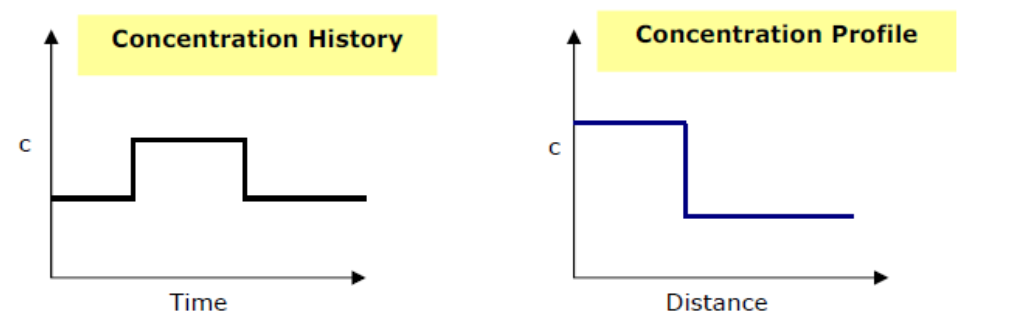 Concentration History
c
Time
Concentration Profile
c
Distance